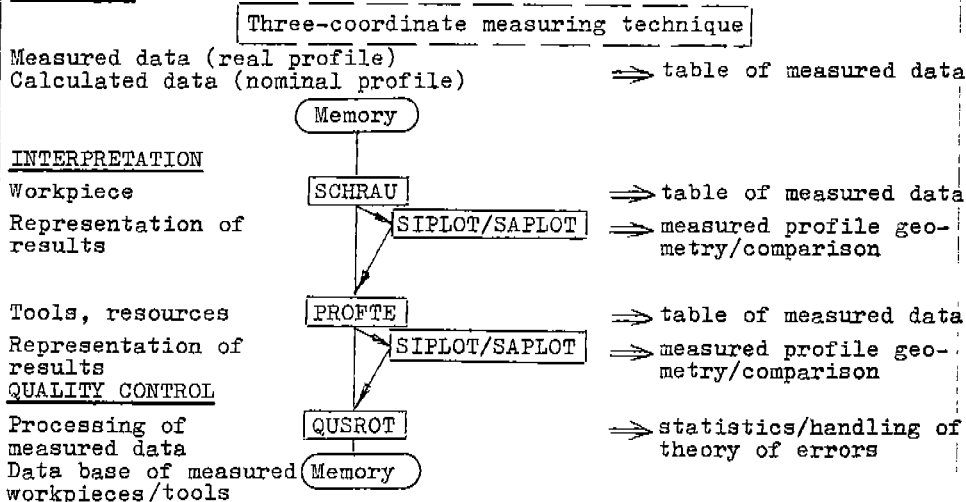 Three-coordinate measuring technique
Measured data (real profile)
Calculated data (nominal profile)
⇒ table of measured data
Memory
INTERPRETATION
Workpiece
SCHRAU
⇒ table of measured data
Representation of
results
SIPLOT/SAPLOT
⇒ measured profile geo-
metry/comparison
Tools, resources
PROFTE
⇒ table of measured data
Representation of
results
SIPLOT/SAPLOT
⇒ measured profile geo-
metry/comparison
QUALITY CONTROL
Processing of
measured data
QUSROT
⇒ statistics/handling of
theory of errors
Data base of measured
workpieces/tools
Memory